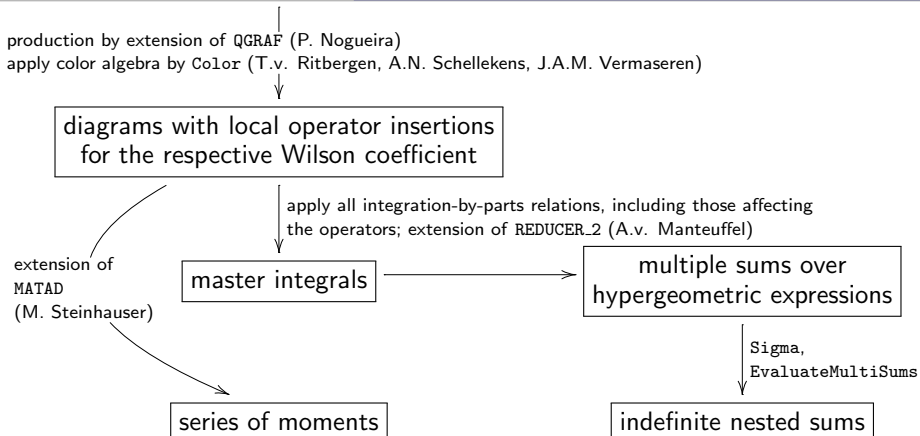 production by extension of QGRAF (P. Nogueira)
apply color algebra by Color (T.v. Ritbergen, A.N. Schellekens, J.A.M. Vermaseren)
diagrams with local operator insertions
for the respective Wilson coefficient
apply all integration-by-parts relations, including those affecting
the operators; extension of REDUCER_2 (A.v. Manteuffel)
extension of
MATAD
(M. Steinhauser)
master integrals
multiple sums over
hypergeometric expressions
Sigma,
EvaluateMultiSums
series of moments
indefinite nested sums